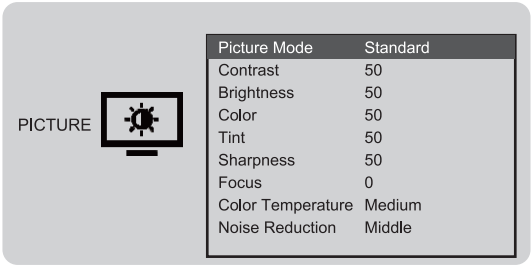 PICTURE
Picture Mode Standard
Contrast 50
Brightness 50
Color 50
Tint 50
Sharpness 50
Focus 0
Color Temperature Medium
Noise Reduction Middle